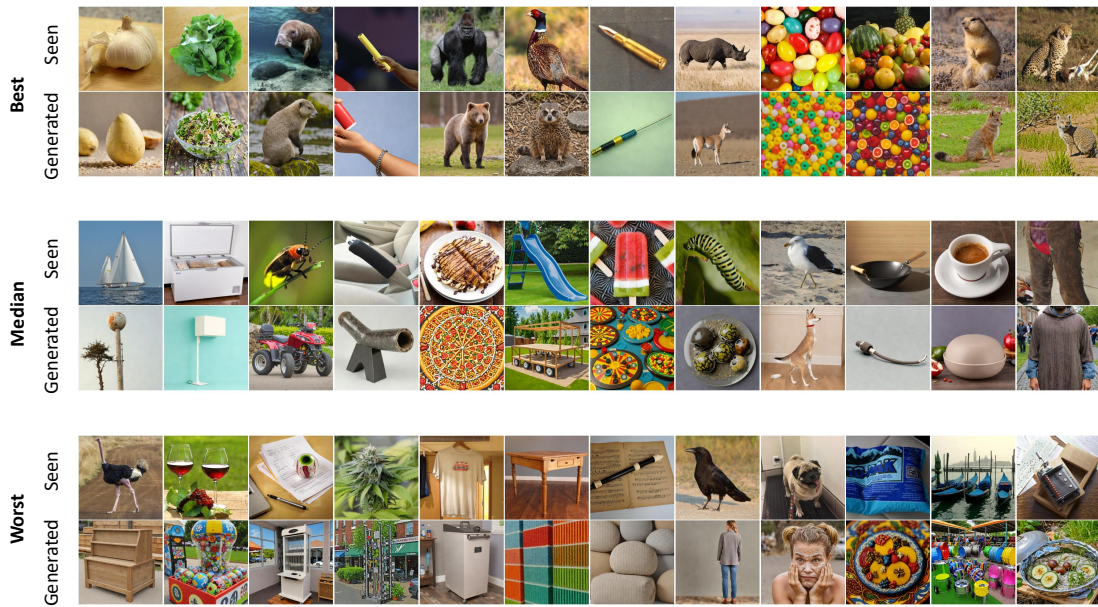 Best
Seen
Generated
Median
Seen
Generated
Worst
Seen
Generated